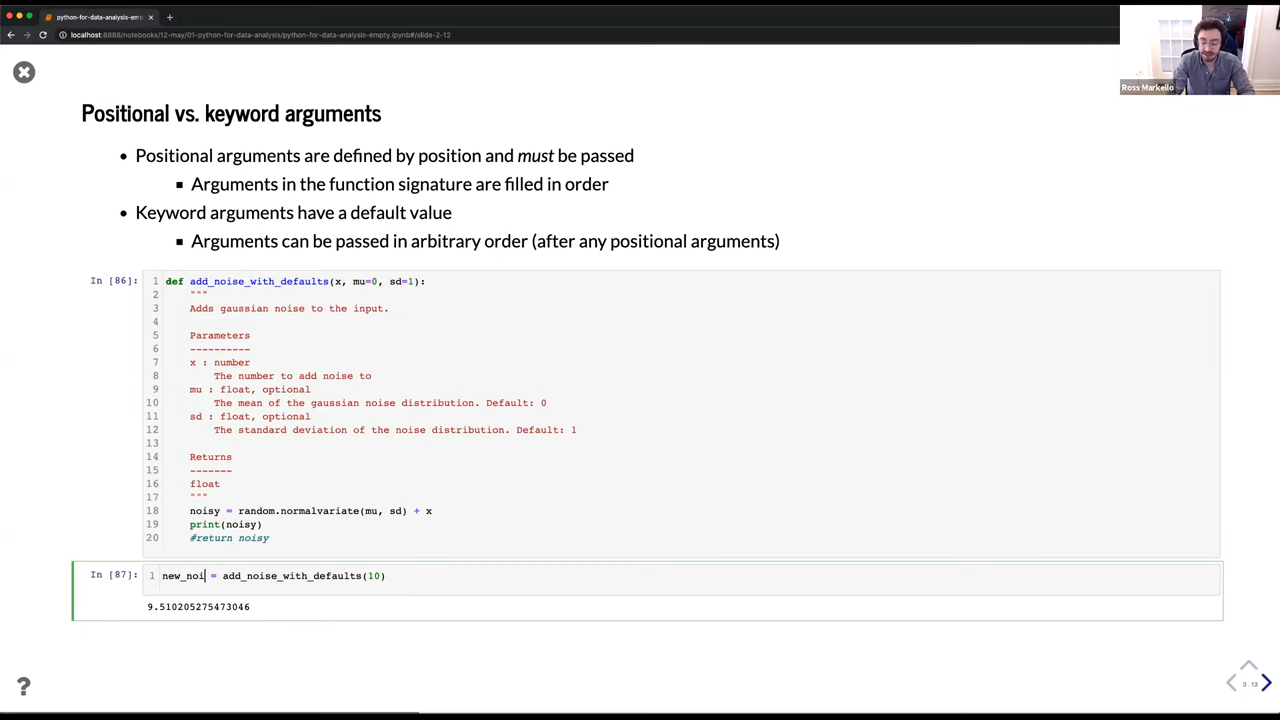 python-for-data-analysis-emp
localhost:8888/notebooks/12-may/01-python-for-data-analysis/python-for-data-analysis-empty.ipynb#/slide-2-12
Ross Markello
Positional vs. keyword arguments
• Positional arguments are defined by position and must be passed
▪ Arguments in the function signature are filled in order
• Keyword arguments have a default value
▪ Arguments can be passed in arbitrary order (after any positional arguments)
In [86]:
1 def add_noise_with_defaults(x, mu=0, sd=1):
2 """
3 Adds gaussian noise to the input.
4
5 Parameters
6 ----------
7 x : number
8 The number to add noise to
9 mu : float, optional
10 The mean of the gaussian noise distribution. Default: 0
11 sd : float, optional
12 The standard deviation of the noise distribution. Default: 1
13
14 Returns
15 -------
16 float
17 """
18 noisy = random.normalvariate(mu, sd) + x
19 print(noisy)
20 #return noisy
In [87]:
1 new_noi = add_noise_with_defaults(10)
9.510205275473046
?
3.13